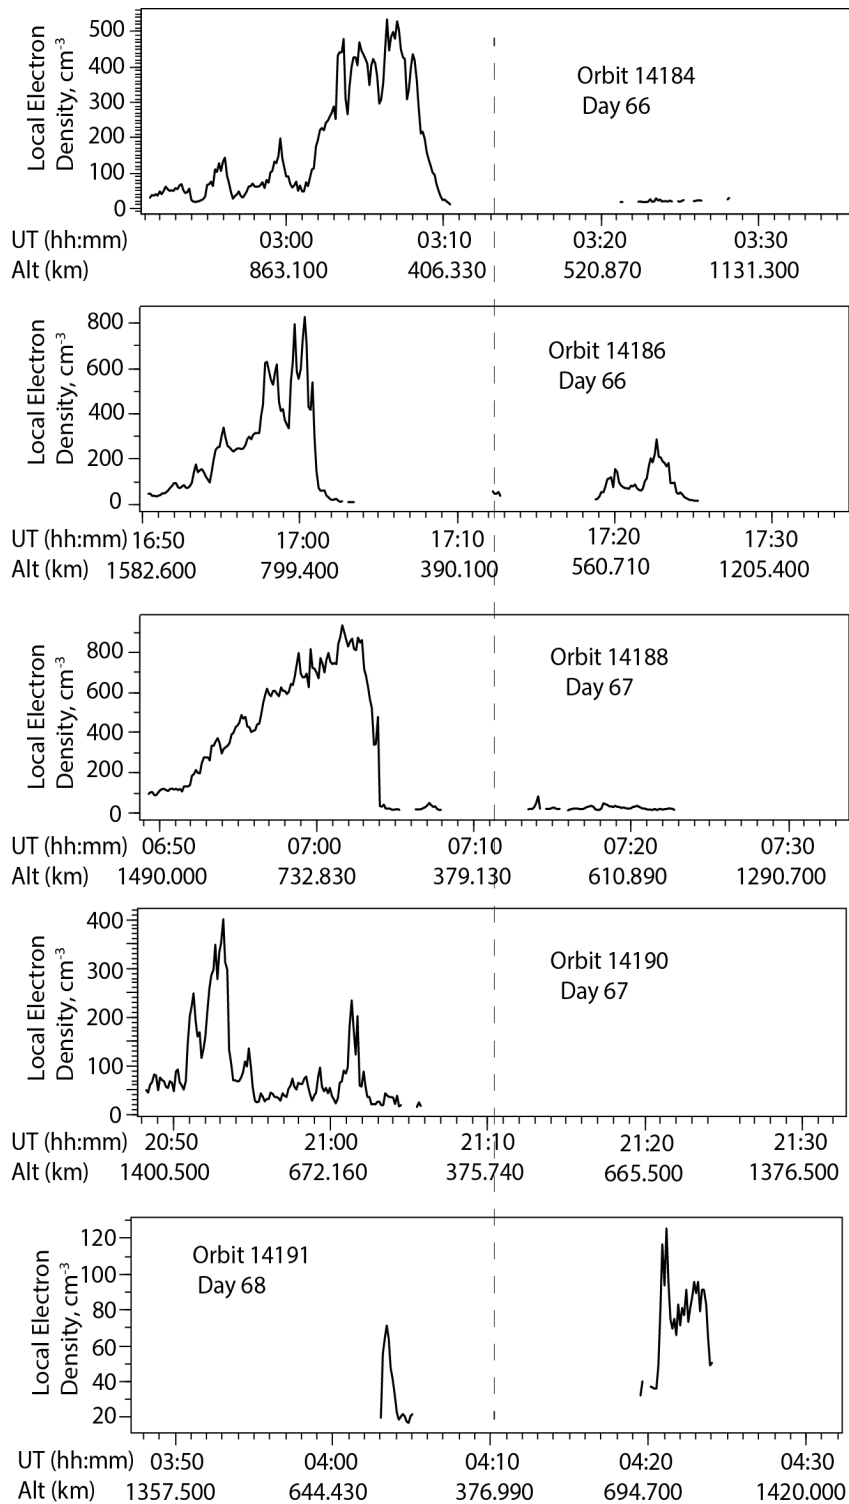 Local Electron
Density, cm-3
500
400
300
200
100
0
Orbit 14184
Day 66
UT (hh:mm) 03:00 03:10 03:20 03:30
Alt (km) 863.100 406.330 520.870 1131.300
Local Electron
Density, cm-3
800
600
400
200
0
Orbit 14186
Day 66
UT (hh:mm) 16:50 17:00 17:10 17:20 17:30
Alt (km) 1582.600 799.400 390.100 560.710 1205.400
Local Electron
Density, cm-3
800
600
400
200
0
Orbit 14188
Day 67
UT (hh:mm) 06:50 07:00 07:10 07:20 07:30
Alt (km) 1490.000 732.830 379.130 610.890 1290.700
Local Electron
Density, cm-3
400
300
200
100
0
Orbit 14190
Day 67
UT (hh:mm) 20:50 21:00 21:10 21:20 21:30
Alt (km) 1400.500 672.160 375.740 665.500 1376.500
Local Electron
Density, cm-3
120
100
80
60
40
20
Orbit 14191
Day 68
UT (hh:mm) 03:50 04:00 04:10 04:20 04:30
Alt (km) 1357.500 644.430 376.990 694.700 1420.000